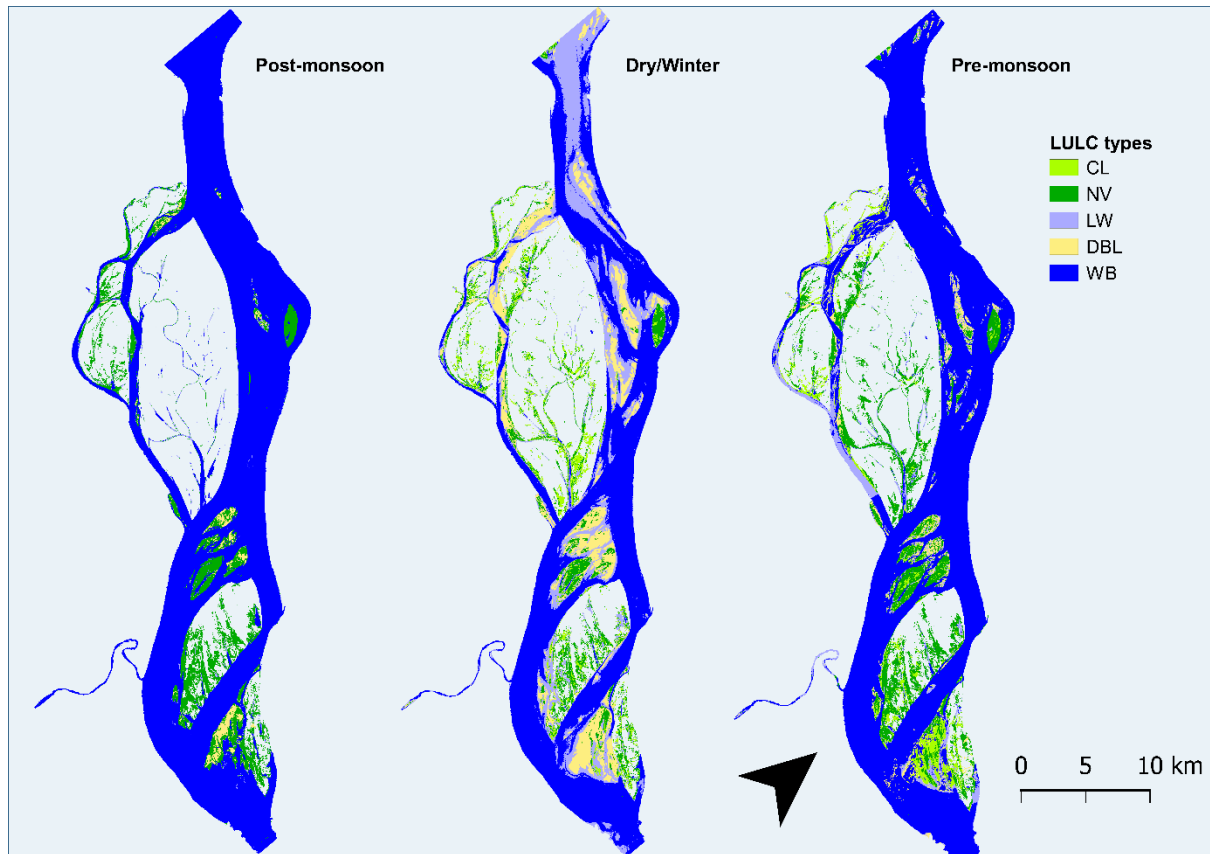 Post-monsoon
Dry/Winter
Pre-monsoon
LULC types
CL
NV
LW
DBL
WB
0 5 10 km